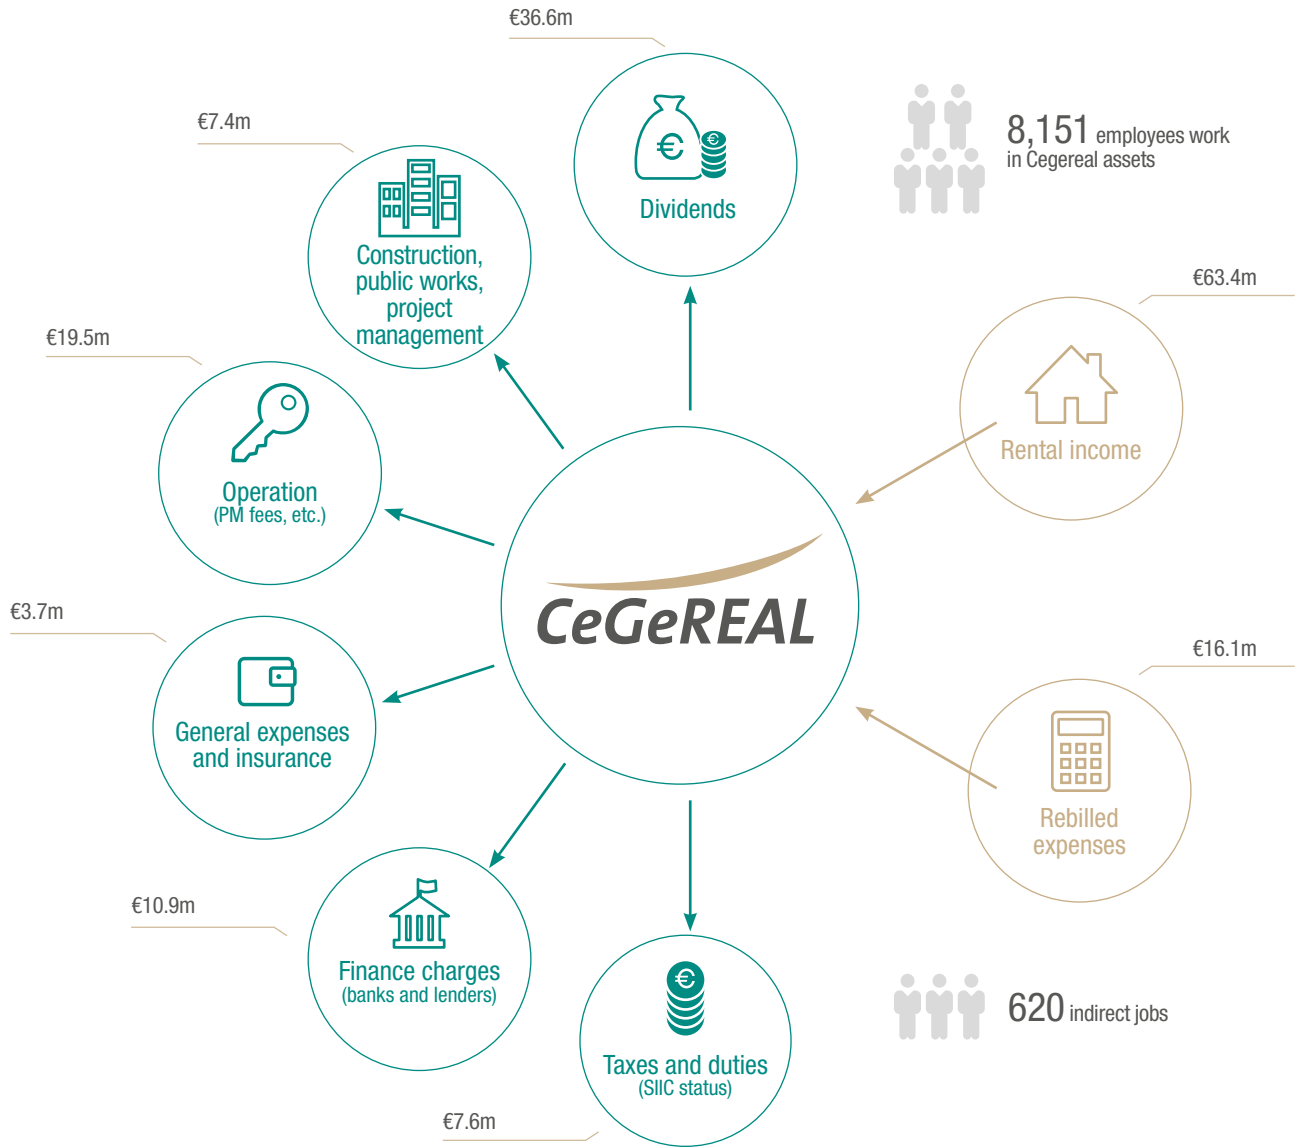 €36.6m
Dividends
€7.4m
Construction,
public works,
project
management
€19.5m
Operation
(PM fees, etc.)
€3.7m
General expenses
and insurance
€10.9m
Finance charges
(banks and lenders)
€7.6m
Taxes and duties
(SIIC status)
CeGeREAL
8,151 employees work
in Cegereal assets
€63.4m
Rental income
€16.1m
Rebilled
expenses
620 indirect jobs